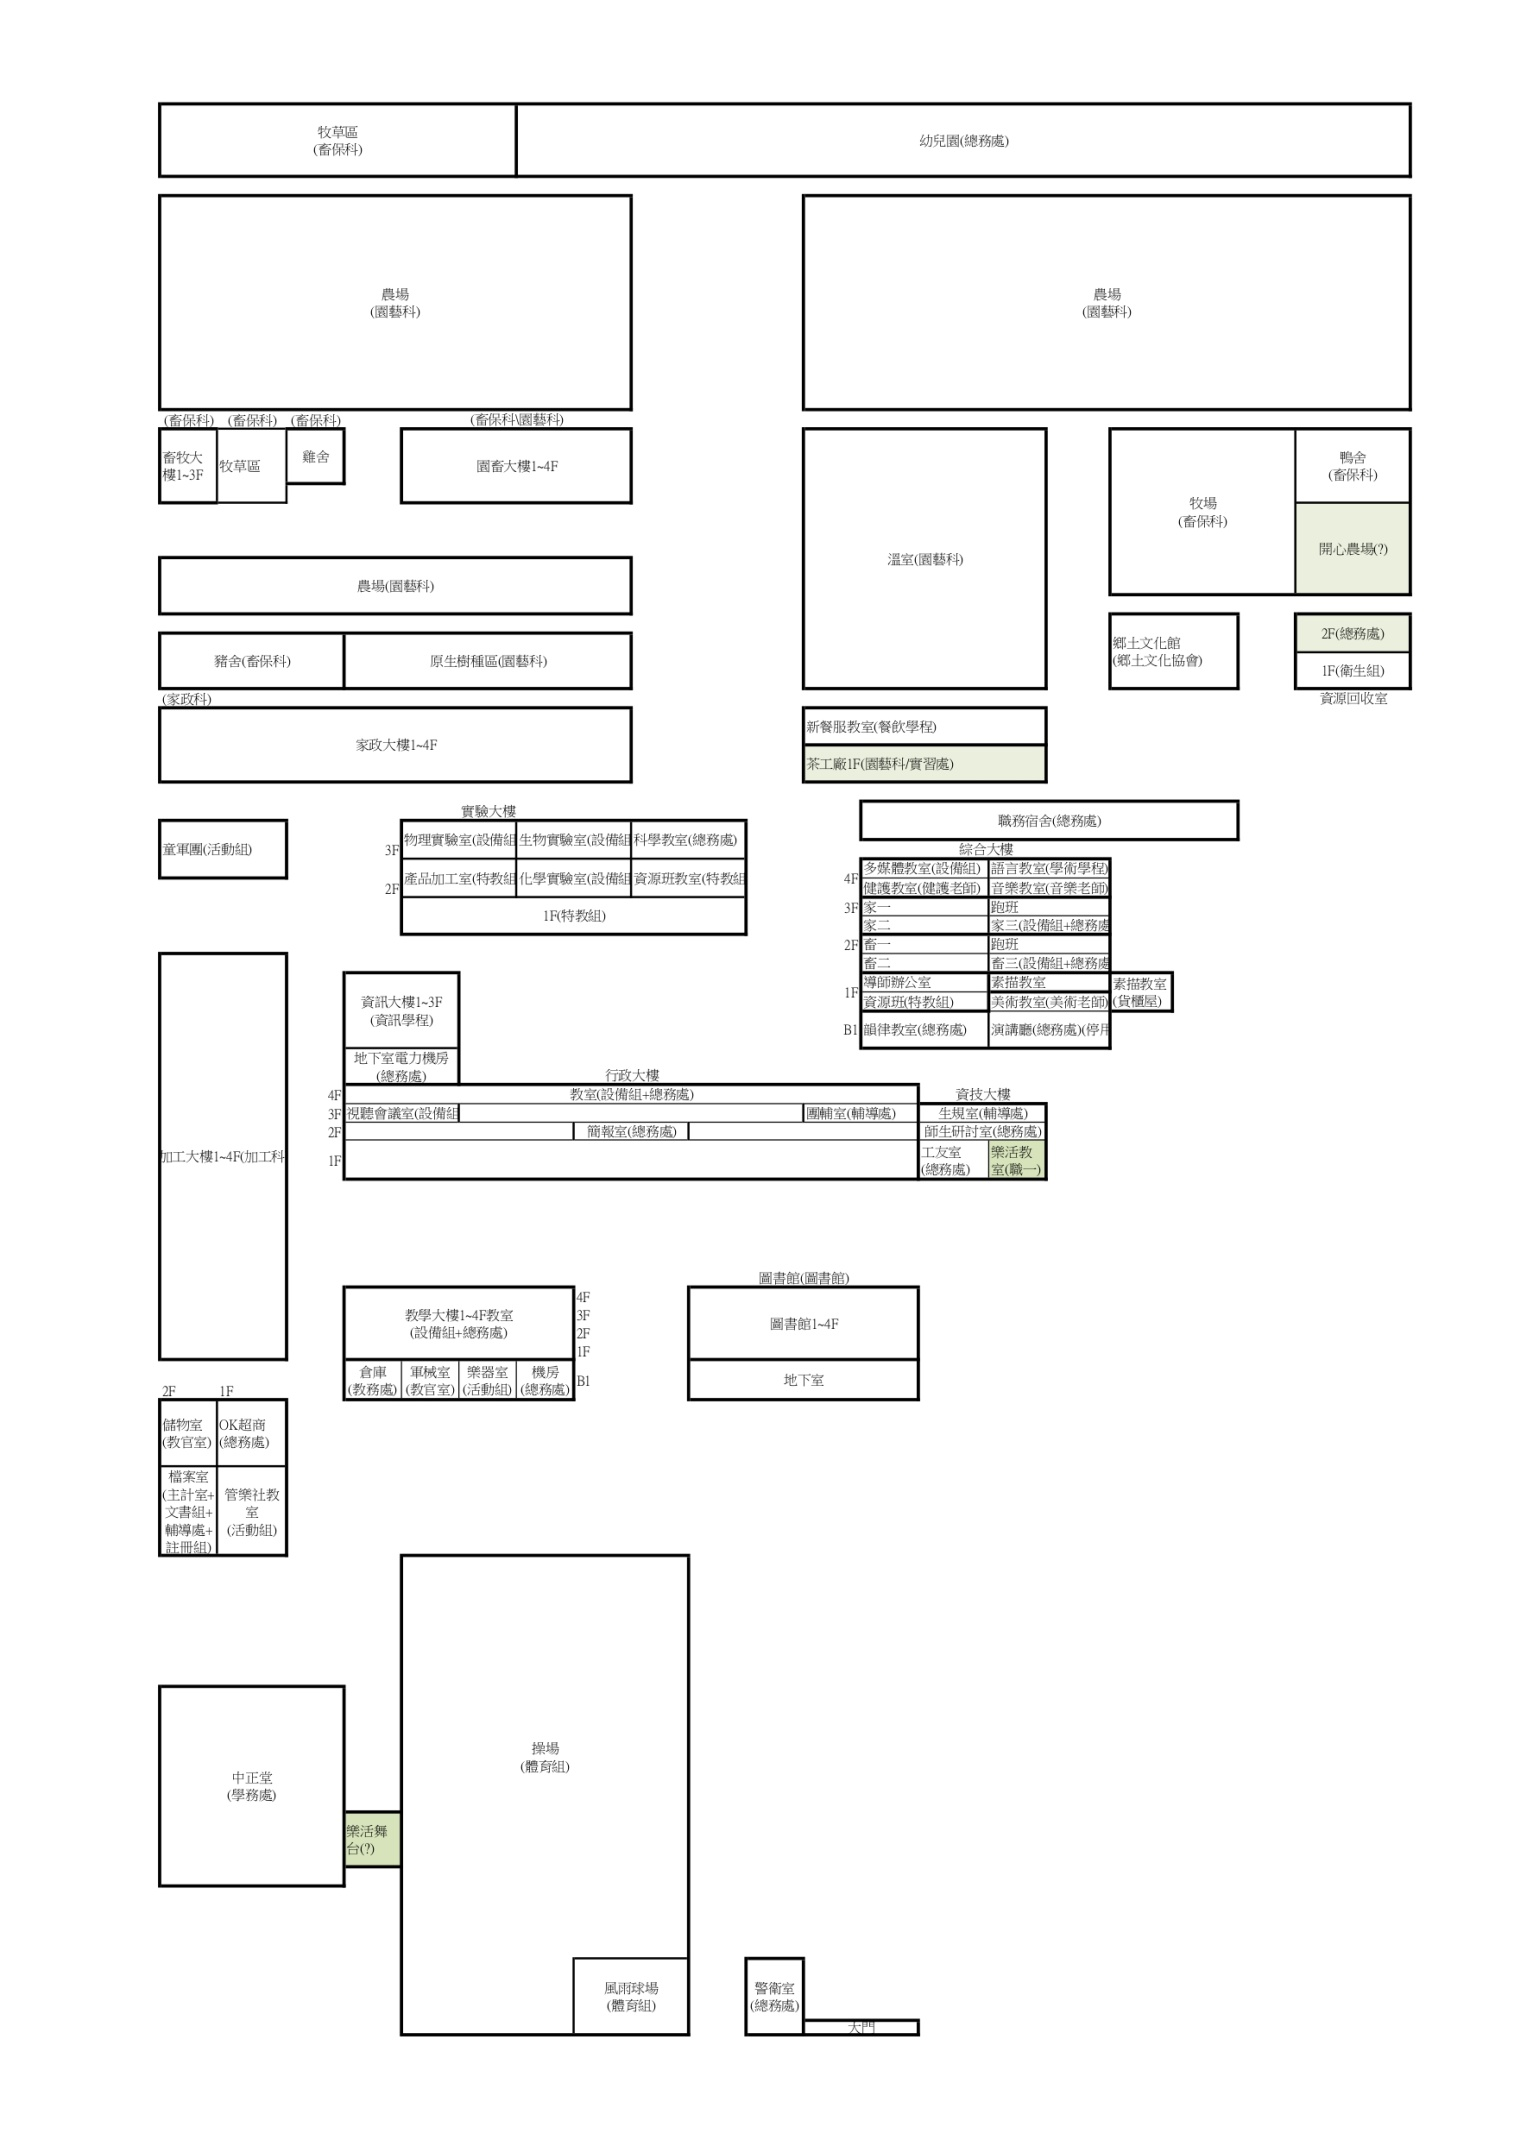 牧草區
(畜保科)
幼兒園(總務處)
農場
(園藝科)
農場
(園藝科)
(畜保科)
(畜保科)
(畜保科)
(畜保科\園藝科)
畜牧大
樓1~3F
牧草區
雞舍
園畜大樓1~4F
溫室(園藝科)
牧場
(畜保科)
鴨舍
(畜保科)
開心農場(?)
農場(園藝科)
豬舍(畜保科)
原生樹種區(園藝科)
鄉土文化館
(鄉土文化協會)
2F(總務處)
1F(衛生組)
資源回收室
(家政科)
家政大樓1~4F
新餐服教室(餐飲學程)
茶工廠1F(園藝科/實習處)
童軍團(活動組)
實驗大樓
3F
物理實驗室(設備組
生物實驗室(設備組
科學教室(總務處)
2F
產品加工室(特教組
化學實驗室(設備組
資源班教室(特教組
1F(特教組)
職務宿舍(總務處)
綜合大樓
4F
多媒體教室(設備組)
語言教室(學術學程)
健護教室(健護老師)
音樂教室(音樂老師)
3F
家一
跑班
家二
家三(設備組+總務處
2F
畜一
跑班
畜二
畜三(設備組+總務處
1F
導師辦公室
素描教室
資源班(特教組)
美術教室(美術老師)
素描教室
(貨櫃屋)
B1
韻律教室(總務處)
演講廳(總務處)(停用
加工大樓1~4F(加工科
資訊大樓1~3F
(資訊學程)
地下室電力機房
(總務處)
行政大樓
4F
教室(設備組+總務處)
3F
視聽會議室(設備組
團輔室(輔導處)
2F
簡報室(總務處)
1F
資技大樓
生規室(輔導處)
師生研討室(總務處)
工友室
(總務處)
樂活教
室(職一)
教學大樓1~4F教室
(設備組+總務處)
4F
3F
2F
1F
倉庫
(教務處)
軍械室
(教官室)
樂器室
(活動組)
機房
(總務處)
B1
圖書館(圖書館)
圖書館1~4F
地下室
2F
1F
儲物室
(教官室)
OK超商
(總務處)
檔案室
(主計室+
文書組+
輔導處+
註冊組)
管樂社教
室
(活動組)
操場
(體育組)
中正堂
(學務處)
樂活舞
台(?)
風雨球場
(體育組)
警衛室
(總務處)
大門